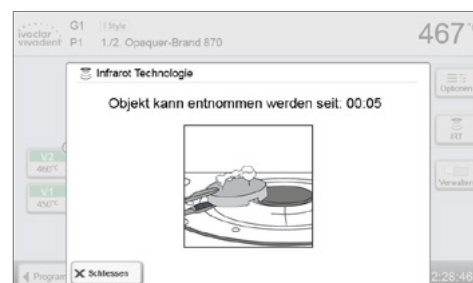 ivoclar
vivadent
G1 IStyle
P1 1./2. Opaquer-Brand 870
467°
Infrarot Technologie
Objekt kann entnommen werden seit: 00:05
Optionen
IRT
V2
460°C
V1
450°C
Verwalten
Program
Schliessen
2:28:46